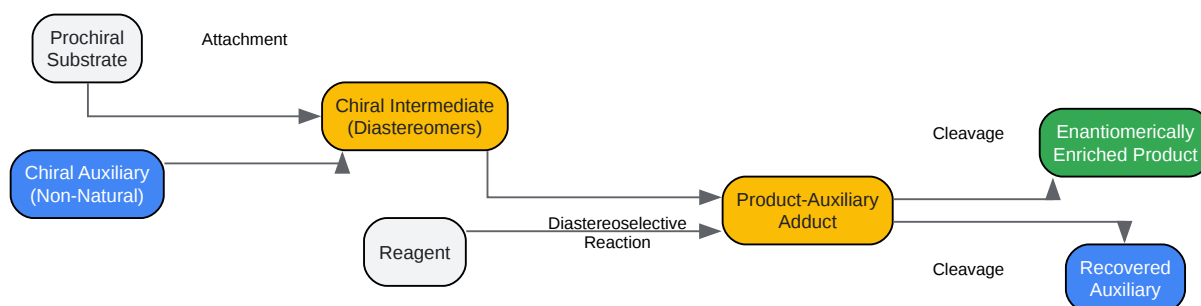 Prochiral
Substrate
Attachment
Chiral Intermediate
(Diastereomers)
Chiral Auxiliary
(Non-Natural)
Cleavage
Enantiomerically
Enriched Product
Product-Auxiliary
Adduct
Reagent
Diastereoselective
Reaction
Cleavage
Recovered
Auxiliary